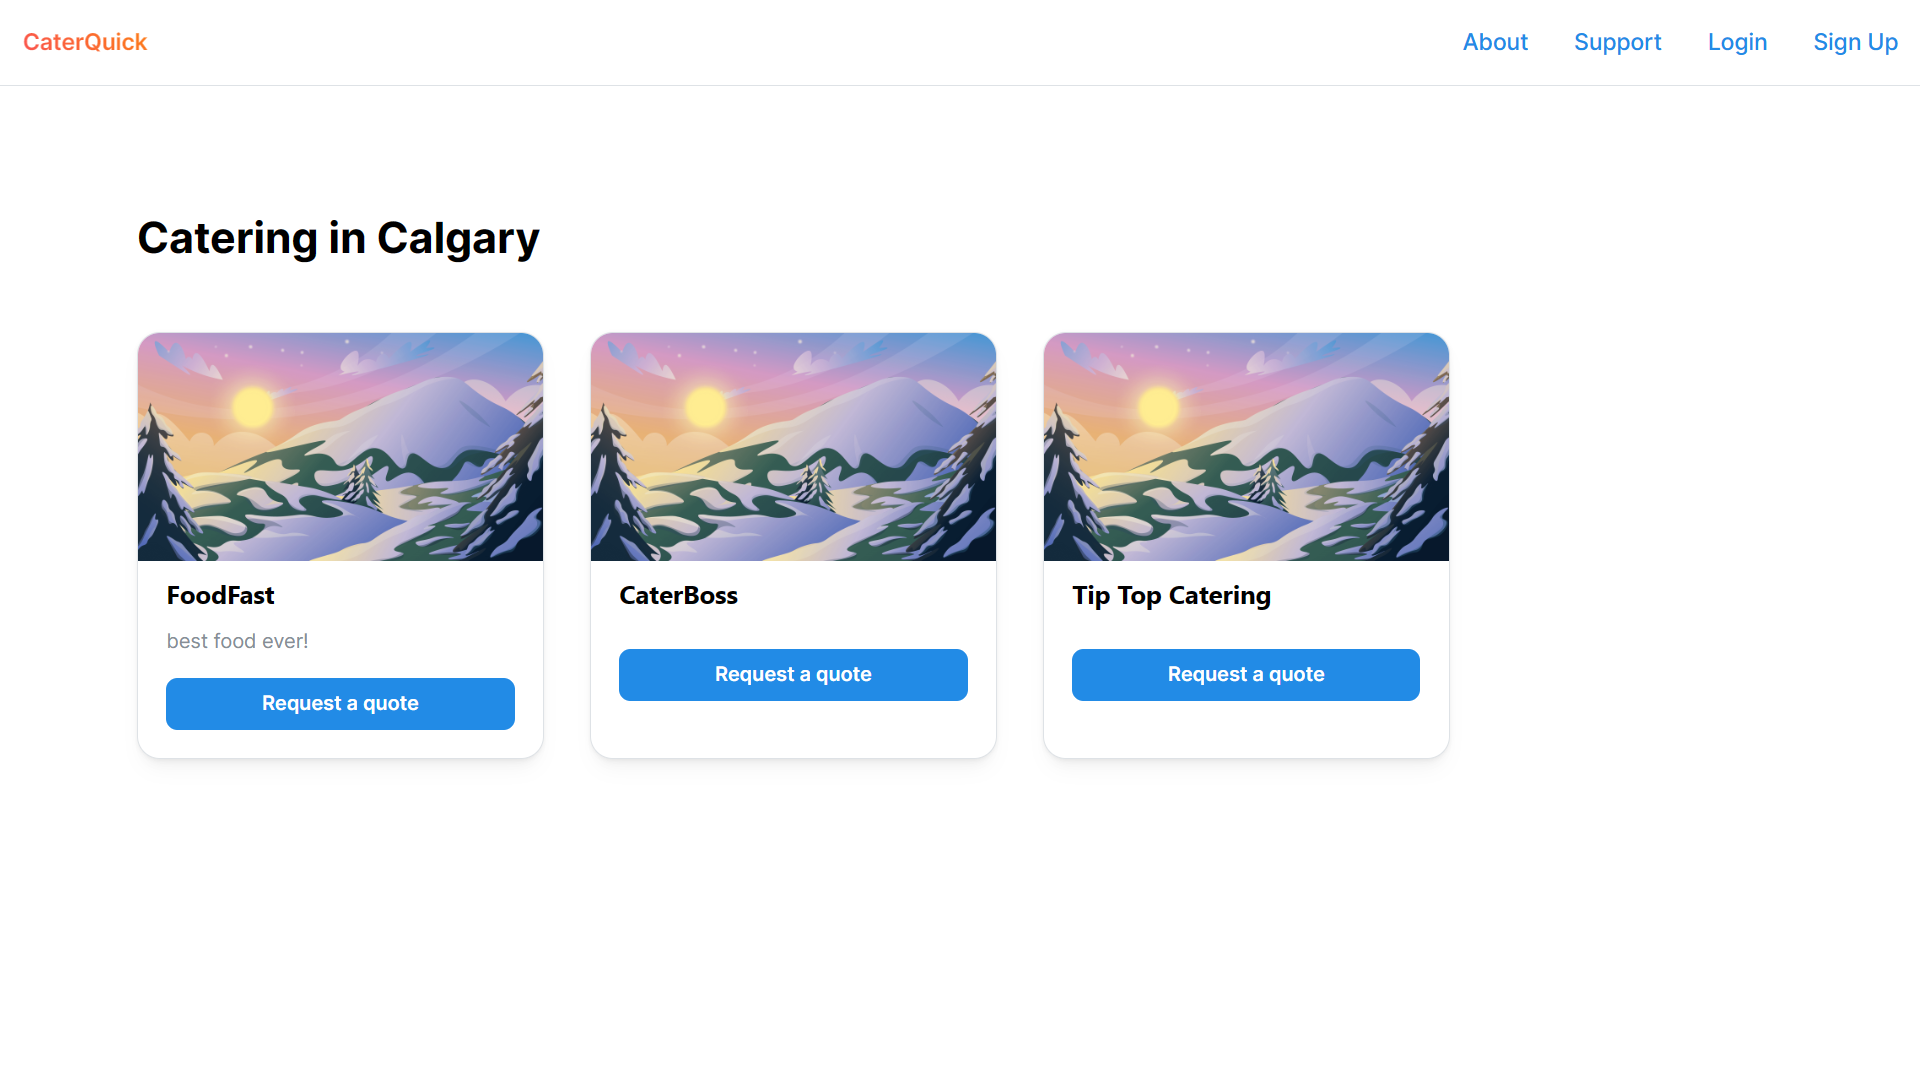 CaterQuick
About
Support
Login
Sign Up
Catering in Calgary
FoodFast
best food ever!
Request a quote
CaterBoss
Request a quote
Tip Top Catering
Request a quote